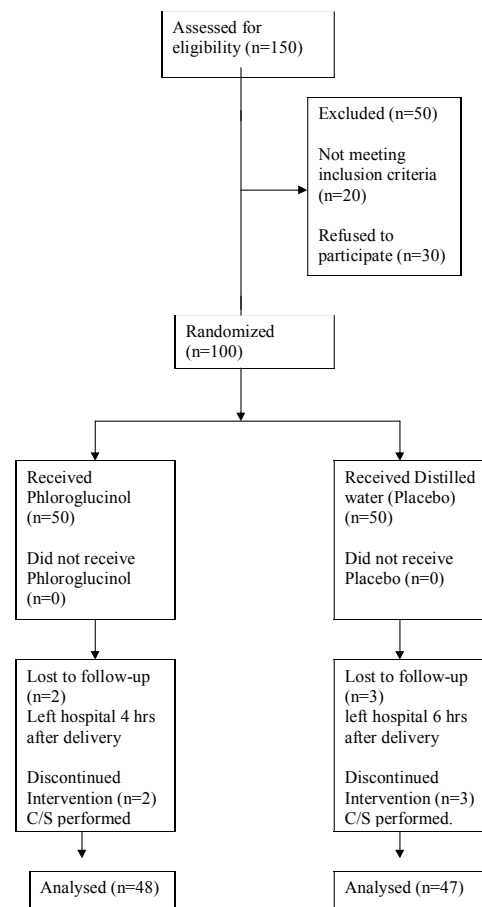 Assessed for
eligibility (n=150)
Excluded (n=50)
Not meeting
inclusion criteria
(n=20)
Refused to
participate (n=30)
Randomized
(n=100)
Received
Phloroglucinol
(n=50)
Did not receive
Phloroglucinol
(n=0)
Received Distilled
water (Placebo)
(n=50)
Did not receive
Placebo (n=0)
Lost to follow-up
(n=2)
Left hospital 4 hrs
after delivery
Discontinued
Intervention (n=2)
C/S performed
Lost to follow-up
(n=3)
left hospital 6 hrs
after delivery
Discontinued
Intervention (n=3)
C/S performed.
Analysed (n=48)
Analysed (n=47)